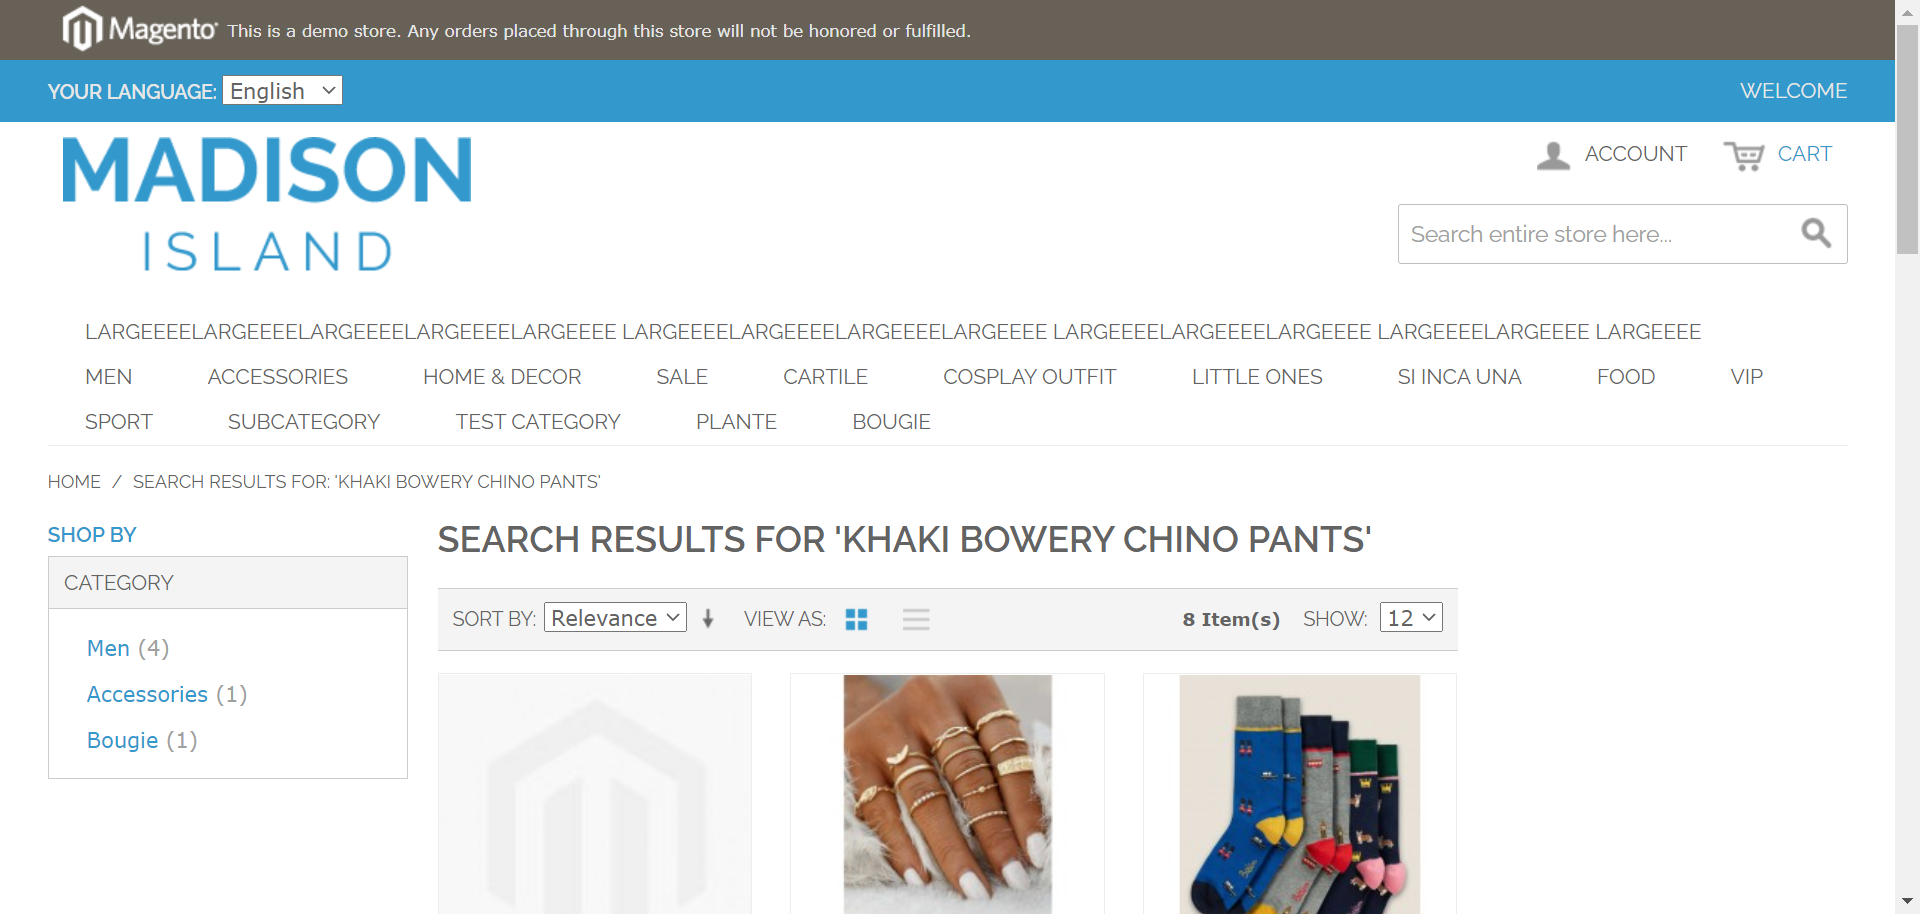 Magento This is a demo store. Any orders placed through this store will not be honored or fulfilled.
YOUR LANGUAGE: English WELCOME
MADISON
ISLAND
ACCOUNT CART
Search entire store here...
LARGEEEELARGEEEELARGEEEELARGEEEELARGEEEE LARGEEEELARGEEEELARGEEEELARGEEEE LARGEEEELARGEEEELARGEEEE LARGEEEELARGEEEE LARGEEEE
MEN ACCESSORIES HOME & DECOR SALE CARTILE COSPLAY OUTFIT LITTLE ONES SI INCA UNA FOOD VIP
SPORT SUBCATEGORY TEST CATEGORY PLANTE BOUGIE
HOME / SEARCH RESULTS FOR: 'KHAKI BOWERY CHINO PANTS'
SHOP BY
CATEGORY
Men (4)
Accessories (1)
Bougie (1)
SEARCH RESULTS FOR 'KHAKI BOWERY CHINO PANTS'
SORT BY: Relevance VIEW AS: 8 Item(s) SHOW: 12